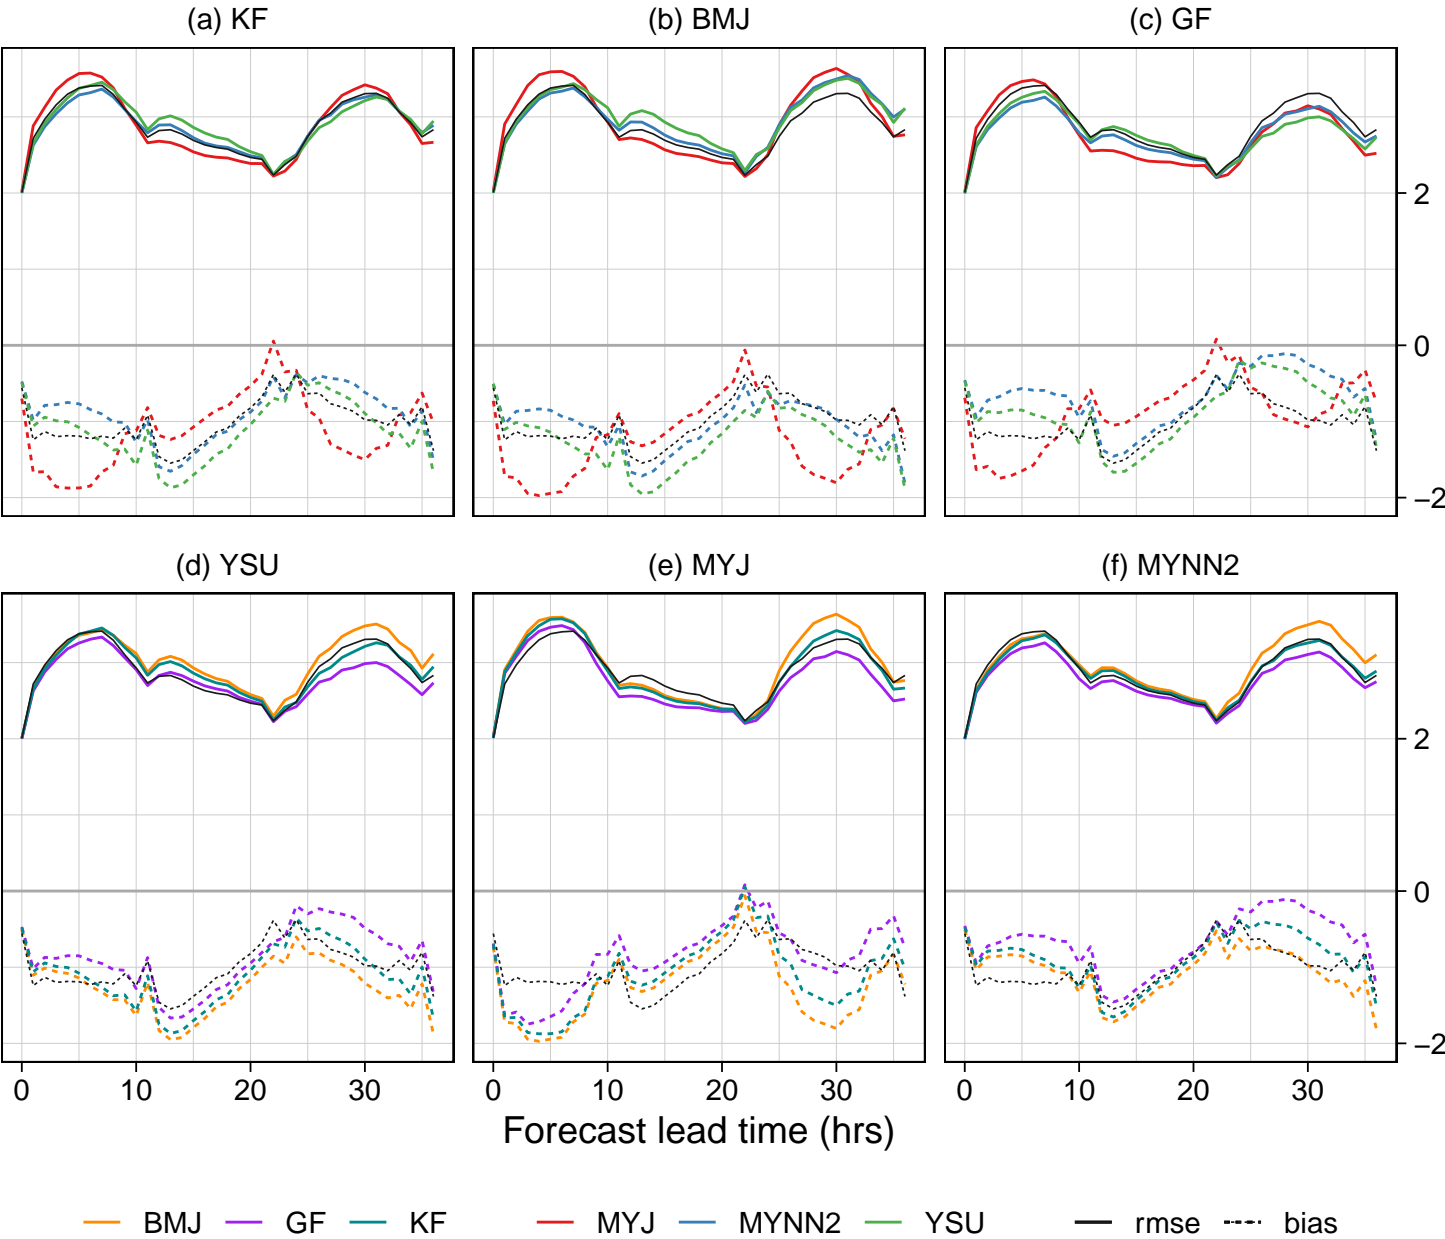 (a) KF
(b) BMJ
(c) GF
2
0
−2
(d) YSU
(e) MYJ
(f) MYNN2
2
0
−2
0 10 20 30
0 10 20 30
0 10 20 30
Forecast lead time (hrs)
BMJ GF KF MYJ MYNN2 YSU rmse bias